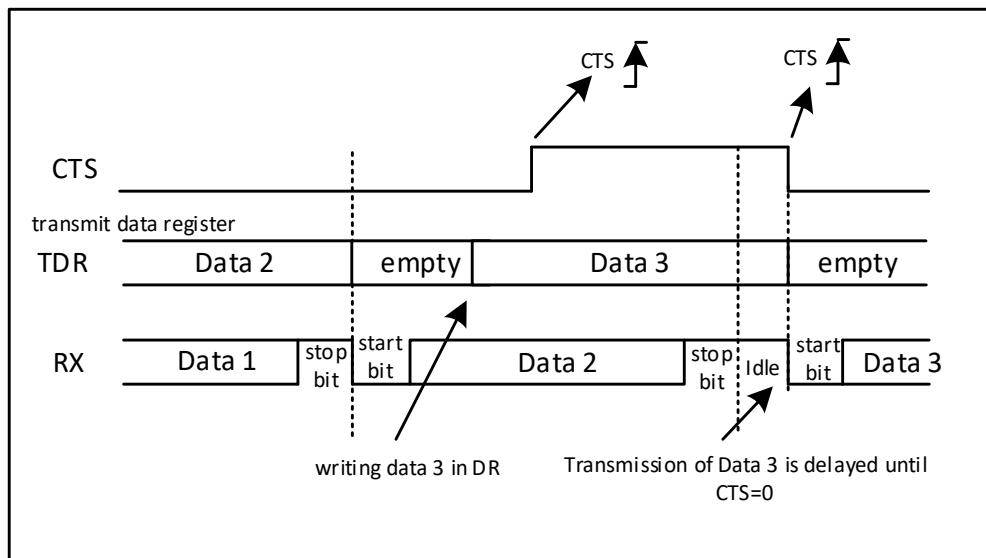 CTS
CTS
CTS
transmit data register
TDR
Data 2
empty
Data 3
empty
RX
Data 1
stop
bit
start
bit
Data 2
stop
bit
Idle
start
bit
Data 3
writing data 3 in DR
Transmission of Data 3 is delayed until
CTS=0